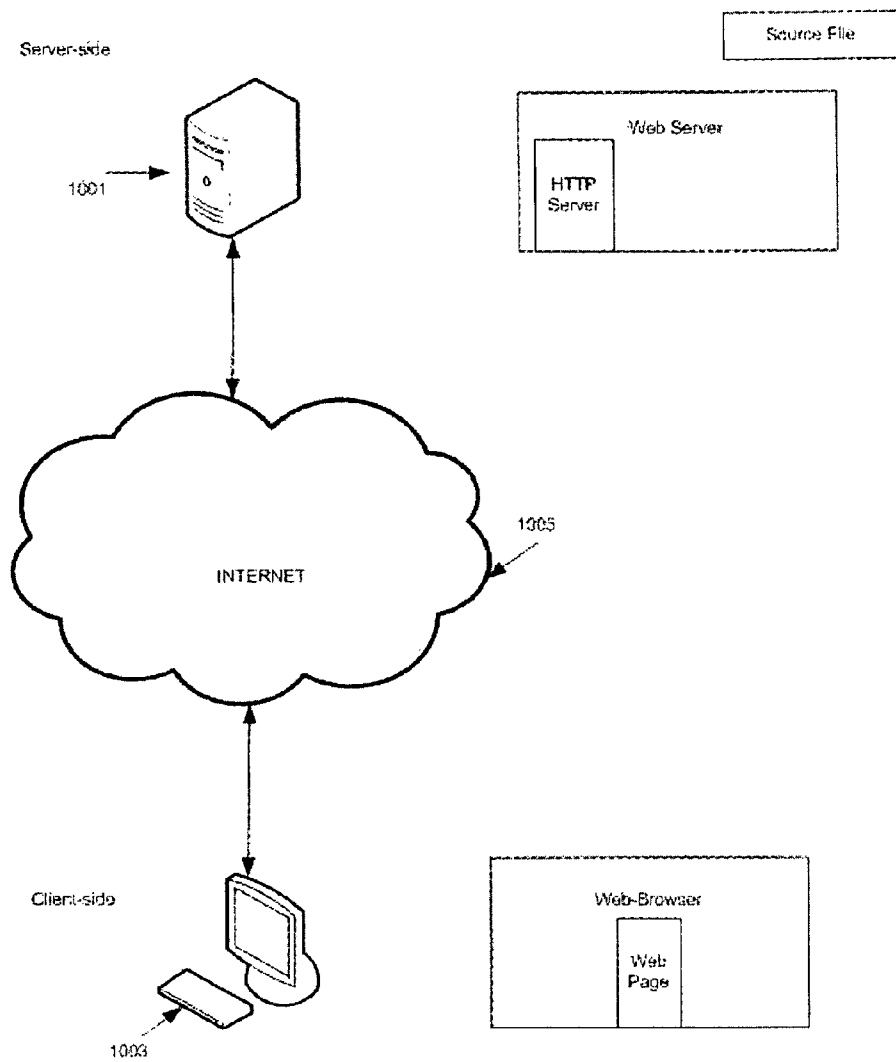 Source File
Server-side
Web Server
HTTP
Server
1001
1005
INTERNET
Client-side
Web-Browser
Web
Page
1003